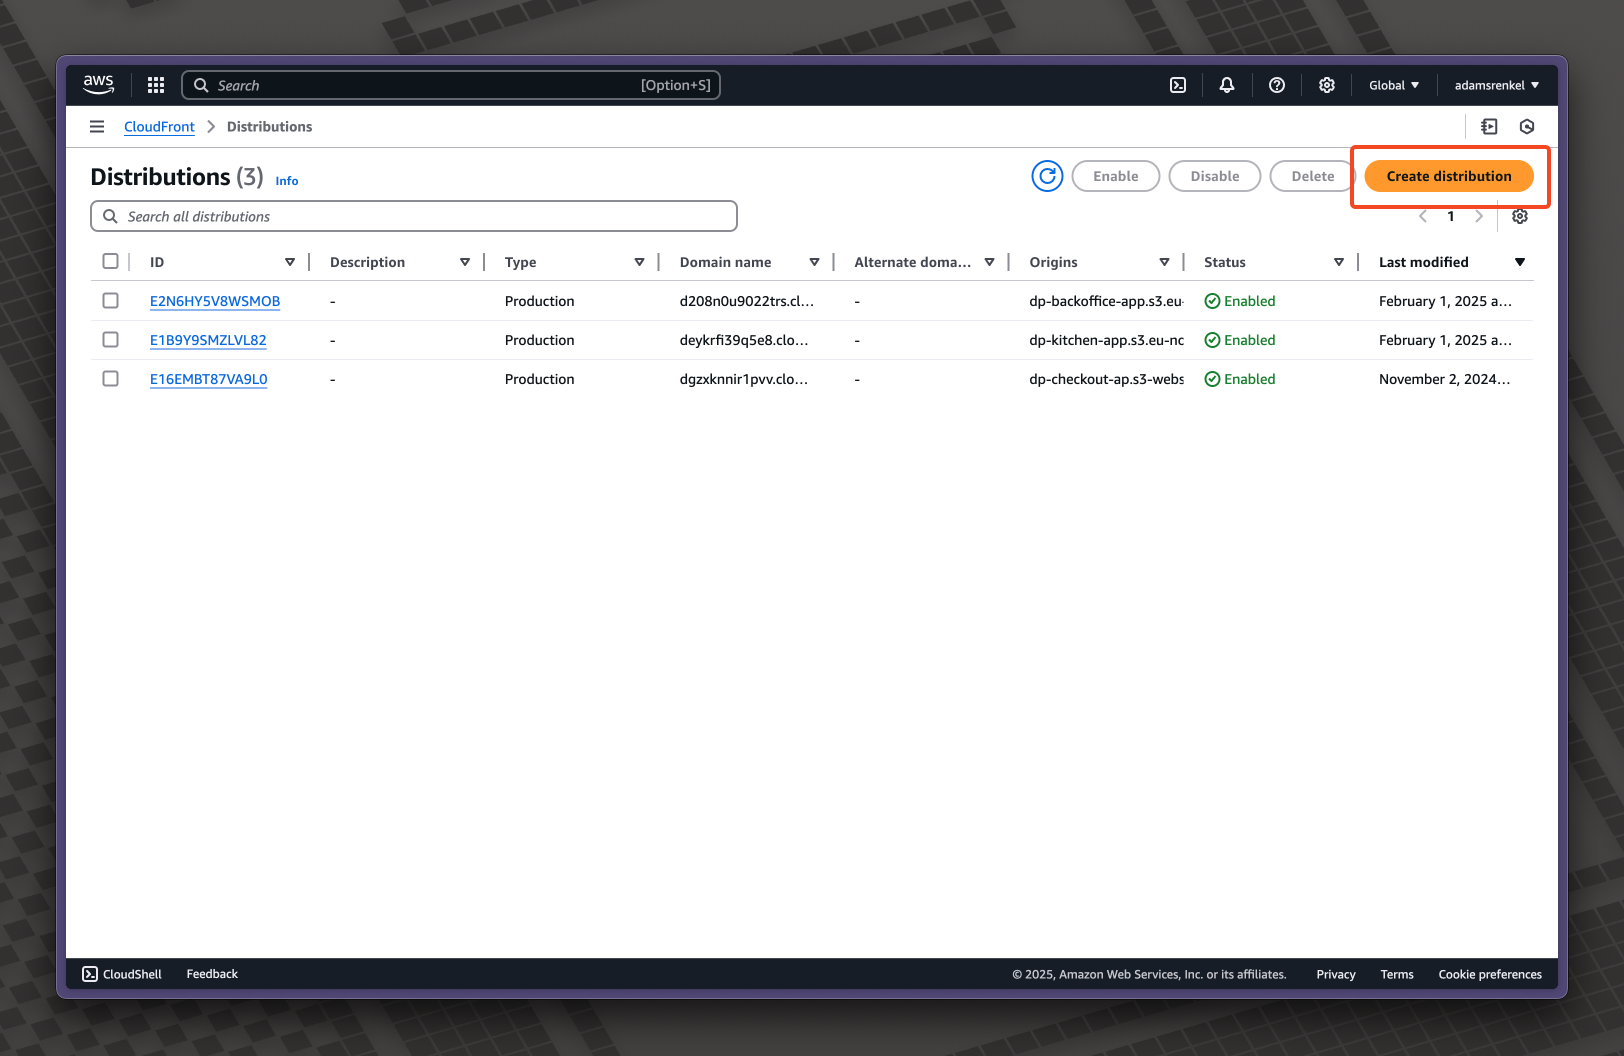 aws Search [Option+S] Global adamsrenkel
CloudFront Distributions
Distributions (3) Info Enable Disable Delete Create distribution
Search all distributions 1
ID Description Type Domain name Alternate doma... Origins Status Last modified
E2N6HY5V8WSMOB - Production d208n0u9022trs.cl... - dp-backoffice-app.s3.eu- Enabled February 1, 2025 a...
E1B9Y9SMZLVL82 - Production deykrfi39q5e8.clo... - dp-kitchen-app.s3.eu-nc Enabled February 1, 2025 a...
E16EMBT87VA9L0 - Production dgzxknnir1pvv.clo... - dp-checkout-ap.s3-webs Enabled November 2, 2024...
CloudShell Feedback © 2025, Amazon Web Services, Inc. or its affiliates. Privacy Terms Cookie preferences